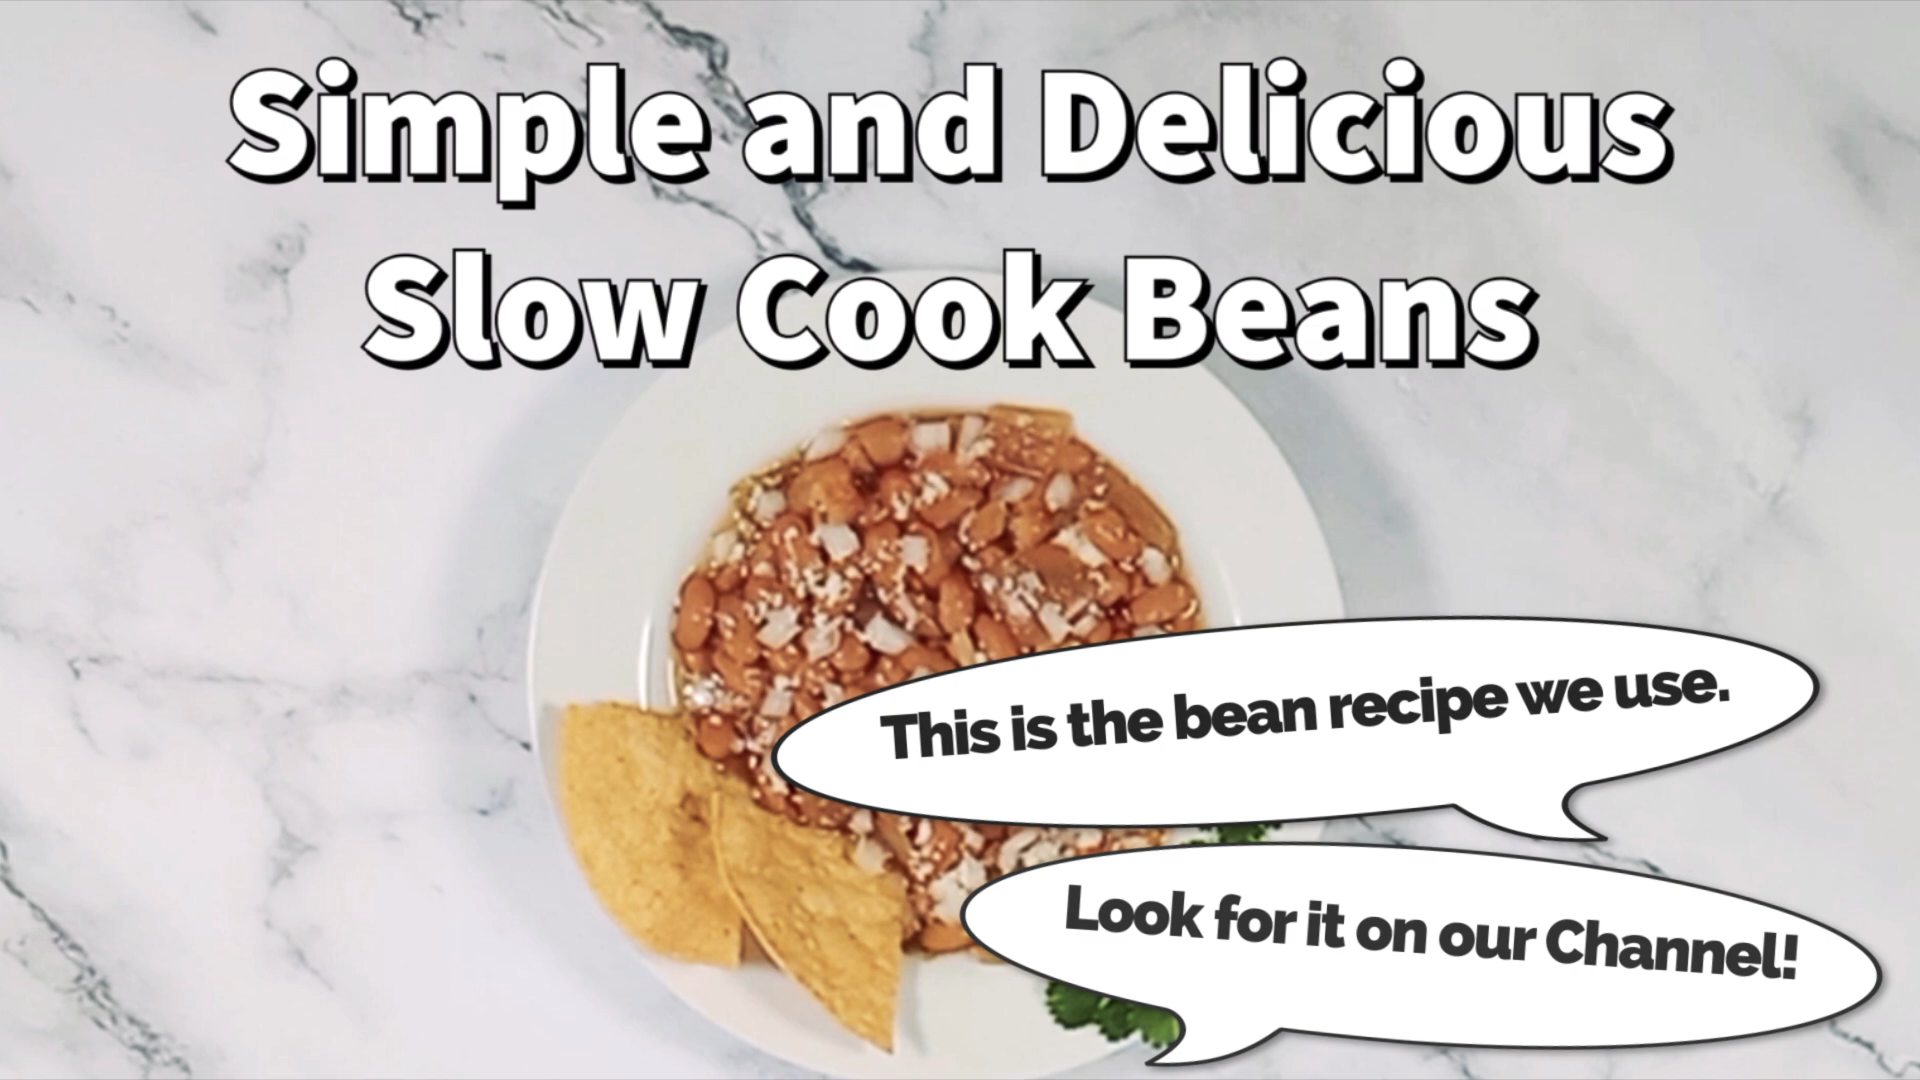 Simple and Delicious
Slow Cook Beans
This is the bean recipe we use.
Look for it on our Channel!